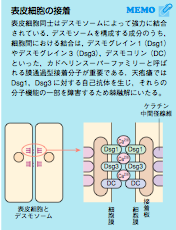 MEMO
表皮細胞の接着
表皮細胞同士はデスモソームによって強力に結合
されている．デスモソームを構成する成分のうち，
細胞間における結合は，デスモグレイン1（Dsg1）
やデスモグレイン3（Dsg3），デスモコリン（DC）
といった，カドヘリンスーパーファミリーと呼ば
れる膜通過型接着分子が重要である．天疱瘡では
Dsg1，Dsg3に対する自己抗体を生じ，それらの
分子機能の一部を障害するため棘融解にいたる．
ケラチン
中間径線維
Dsg1
Dsg3
DC
DC
Dsg1
Dsg3
DC
表皮細胞と
デスモソーム
細胞膜
細胞膜
接着板